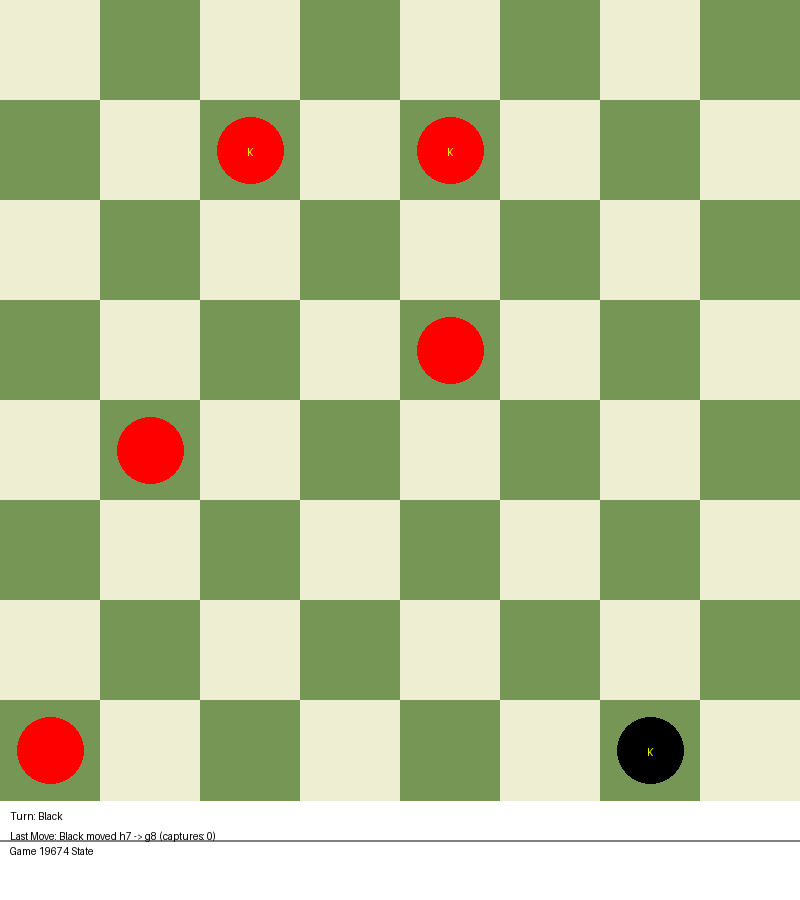 K
K
K
Turn: Black
Last Move: Black moved h7 -> g8 (captures: 0)
Game 19674 State